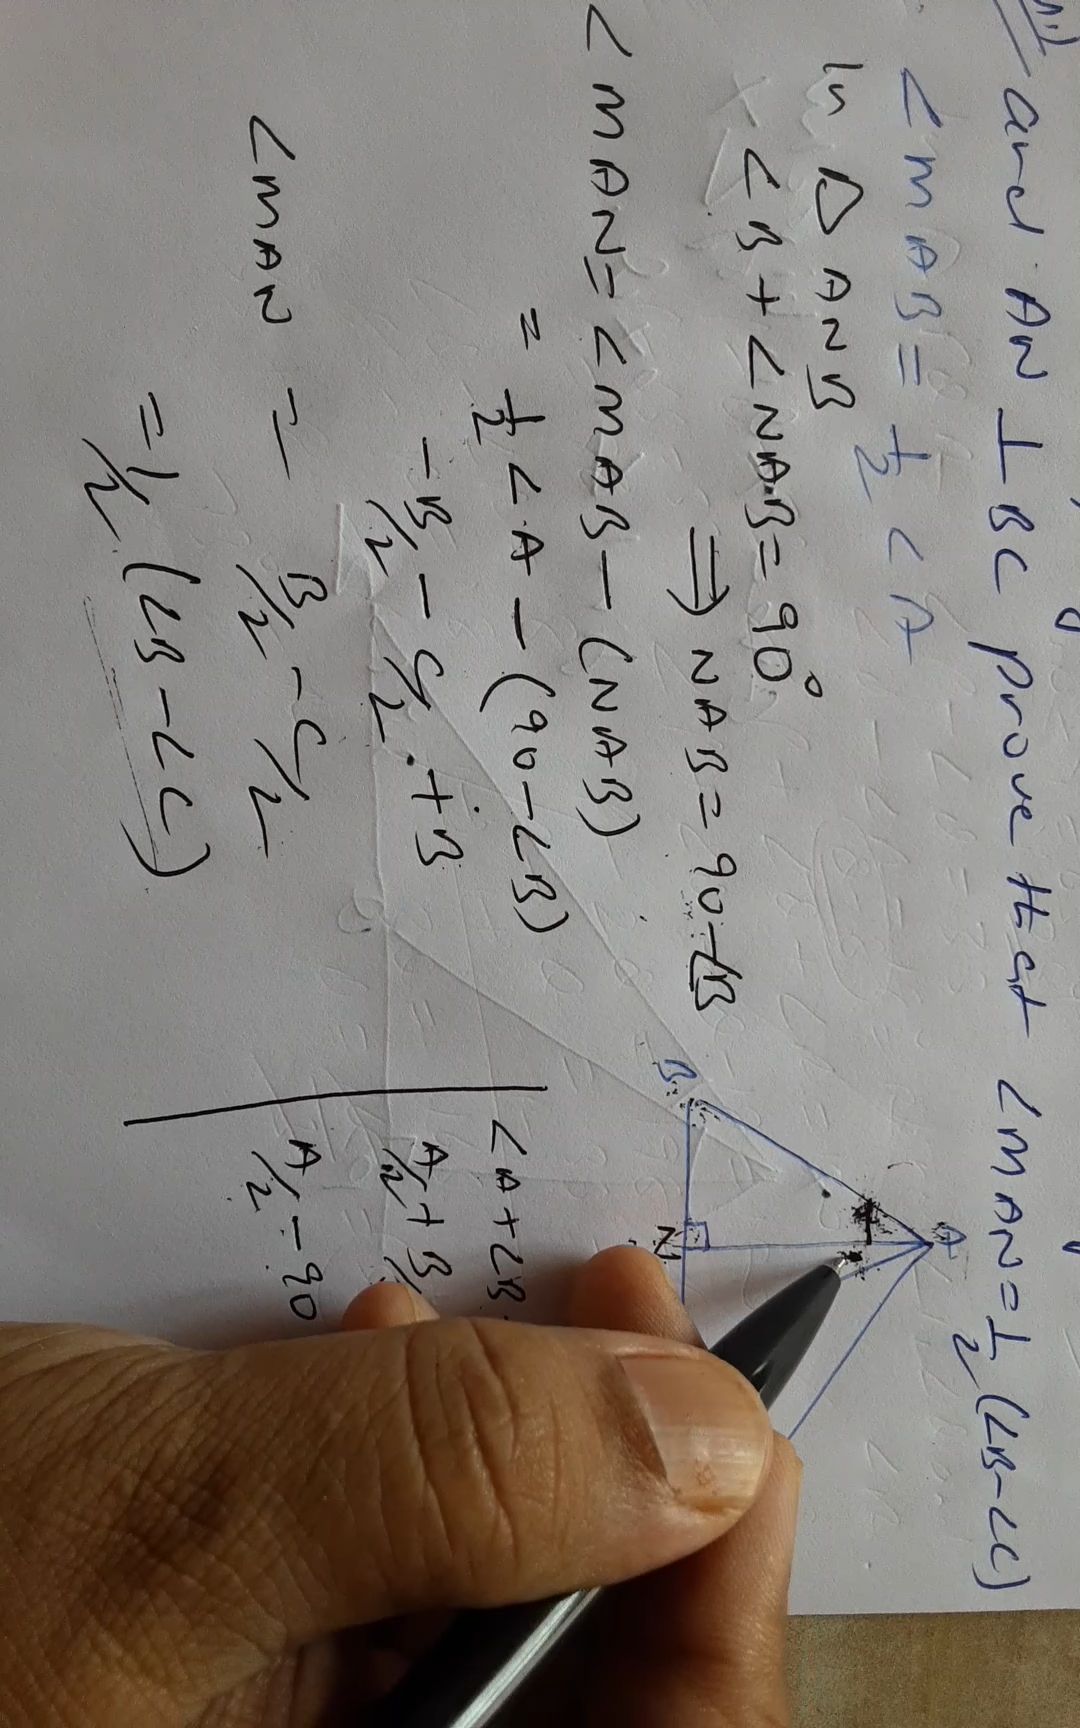 and AN ⊥ BC prove that ∠MAN = 1/2 (∠B-∠C)
∠MAB = 1/2 ∠A
In △ ANB
∠B + ∠NAB = 90°
⇒ NAB = 90-∠B
∠MAN = ∠MAB - (NAB)
= 1/2 ∠A - (90-∠B)
- B/2 - C/2 + B
∠MAN = B/2 - C/2
= 1/2 (∠B-∠C)
A
B
N
∠A+∠B
A/2 + B/
A/2 - 90